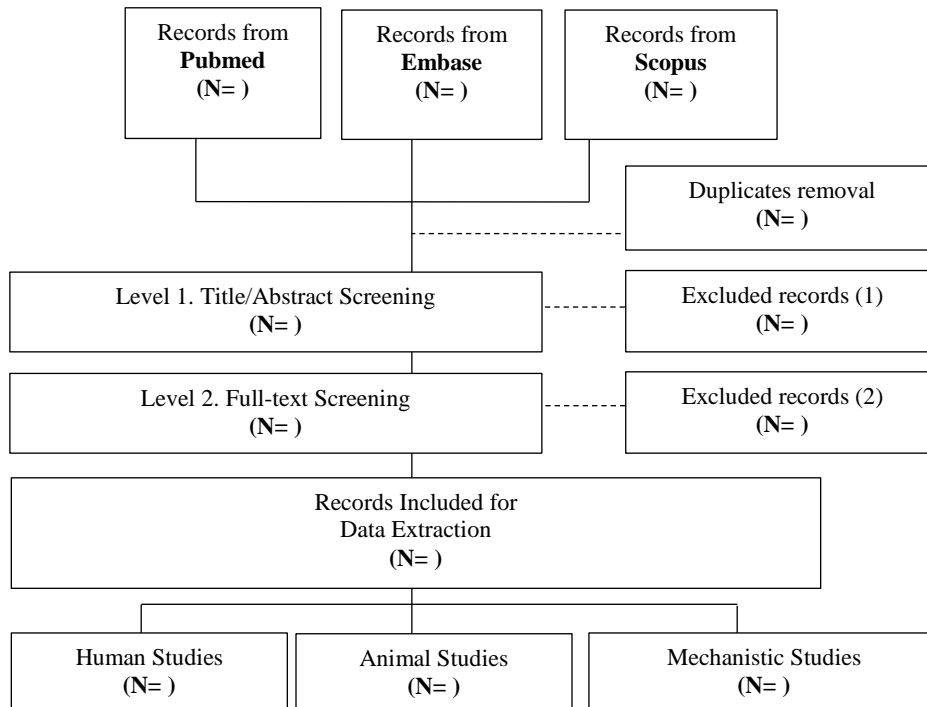 Records from
Pubmed
(N= )
Records from
Embase
(N= )
Records from
Scopus
(N= )
Duplicates removal
(N= )
Level 1. Title/Abstract Screening
(N= )
Excluded records (1)
(N= )
Level 2. Full-text Screening
(N= )
Excluded records (2)
(N= )
Records Included for
Data Extraction
(N= )
Human Studies
(N= )
Animal Studies
(N= )
Mechanistic Studies
(N= )